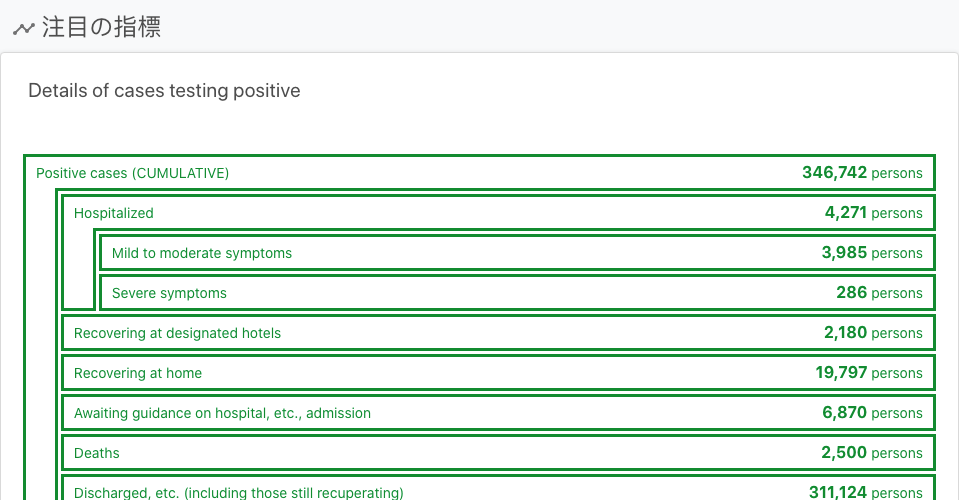 注目の指標
Details of cases testing positive
Positive cases (CUMULATIVE) 346,742 persons
Hospitalized 4,271 persons
Mild to moderate symptoms 3,985 persons
Severe symptoms 286 persons
Recovering at designated hotels 2,180 persons
Recovering at home 19,797 persons
Awaiting guidance on hospital, etc., admission 6,870 persons
Deaths 2,500 persons
Discharged, etc. (including those still recuperating) 311,124 persons